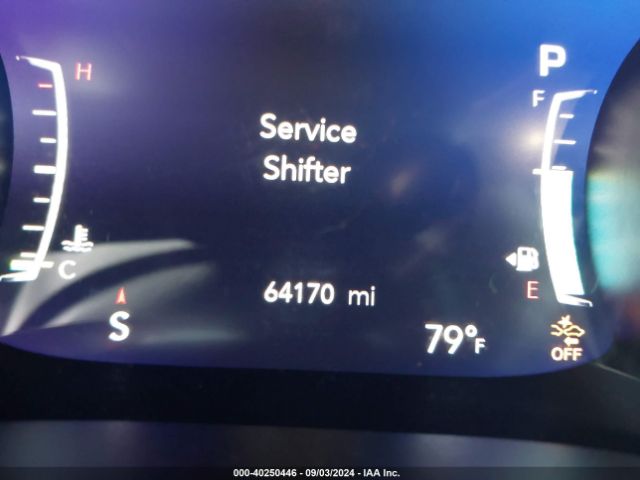 H
P
F
Service
Shifter
C
E
64170 mi
S
79°F
OFF
000-40250446 - 09/03/2024 - IAA Inc.